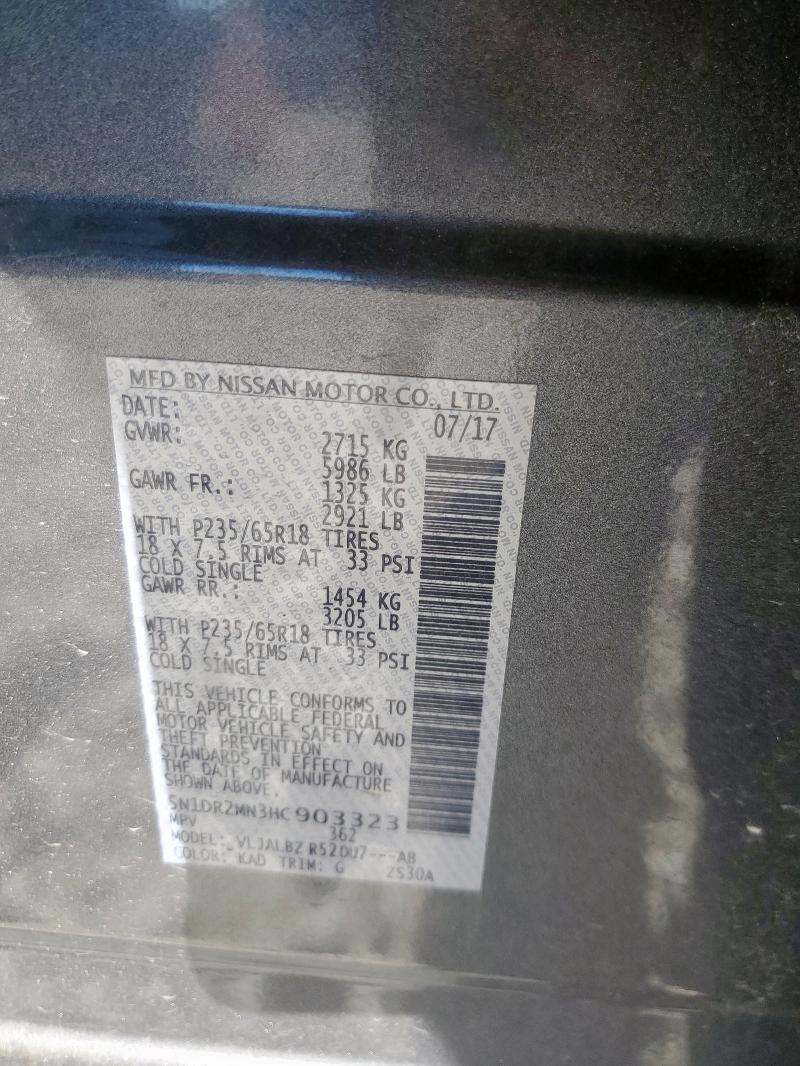 MFD BY NISSAN MOTOR CO., LTD.
DATE: 07/17
GVWR: 2715 KG
5986 LB
GAWR FR.: 1325 KG
2921 LB
WITH P235/65R18 TIRES
18 X 7.5 RIMS AT 33 PSI
COLD SINGLE
GAWR RR.: 1454 KG
3205 LB
WITH P235/65R18 TIRES
18 X 7.5 RIMS AT 33 PSI
COLD SINGLE
THIS VEHICLE CONFORMS TO
ALL APPLICABLE FEDERAL
MOTOR VEHICLE SAFETY AND
THEFT PREVENTION
STANDARDS IN EFFECT ON
THE DATE OF MANUFACTURE
SHOWN ABOVE.
5N1DR2MN3HC903323
MPV 362
MODEL: VLJALBZ R52DU7---AB
COLOR: KAD TRIM: G ZS30A